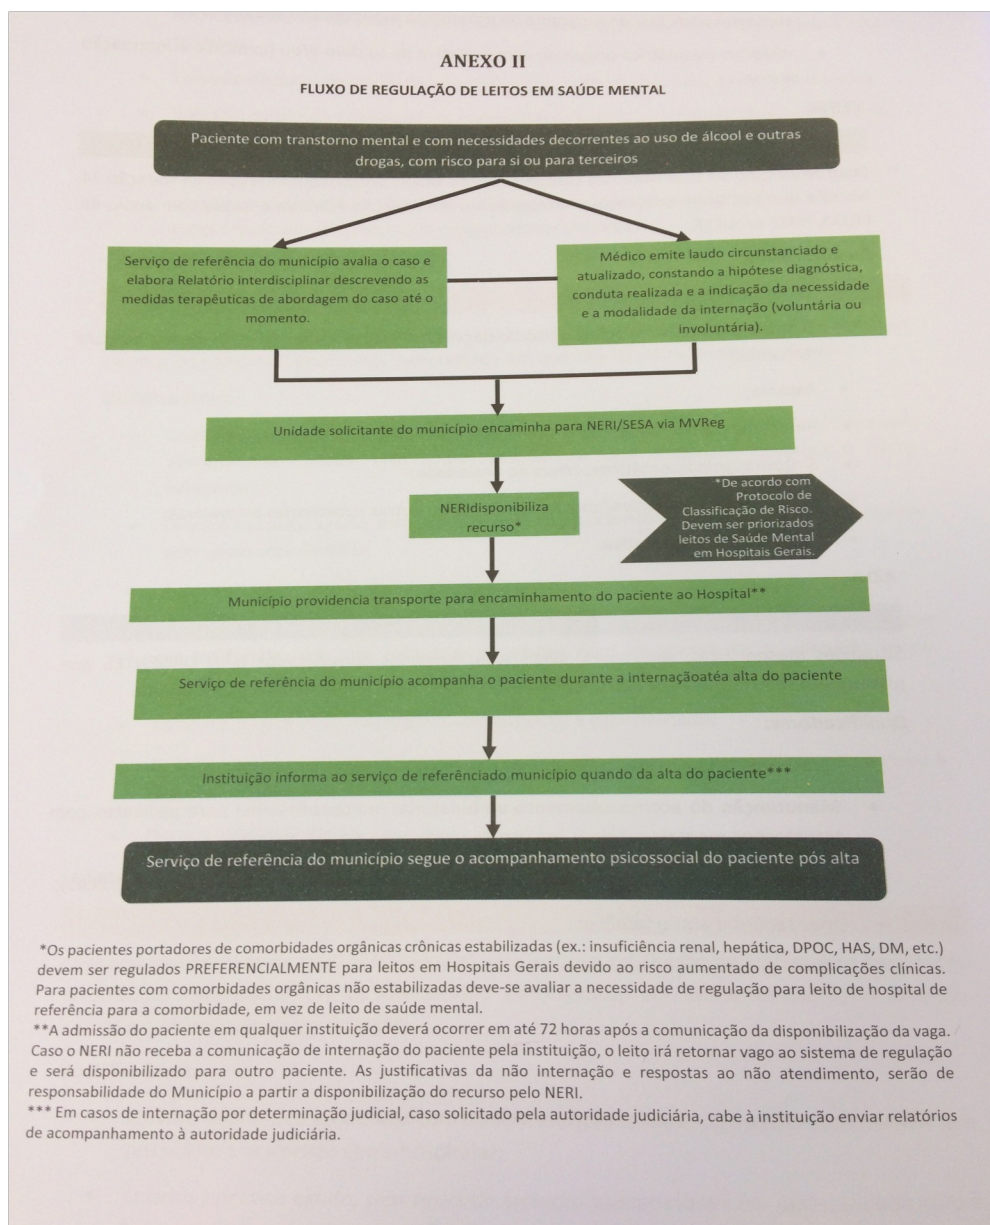 ANEXO II
FLUXO DE REGULAÇÃO DE LEITOS EM SAÚDE MENTAL
Paciente com transtorno mental e com necessidades decorrentes ao uso de álcool e outras
drogas, com risco para si ou para terceiros
Serviço de referência do município avalia o caso e
elabora Relatório interdisciplinar descrevendo as
medidas terapêuticas de abordagem do caso até o
momento.
Médico emite laudo circunstanciado e
atualizado, constando a hipótese diagnóstica,
conduta realizada e a indicação da necessidade
e a modalidade da internação (voluntária ou
involuntária).
Unidade solicitante do município encaminha para NERI/SESA via MVReg
NERIdisponibiliza
recurso*
*De acordo com
Protocolo de
Classificação de Risco.
Devem ser priorizados
leitos de Saúde Mental
em Hospitais Gerais.
Município providencia transporte para encaminhamento do paciente ao Hospital**
Serviço de referência do município acompanha o paciente durante a internaçãoatéa alta do paciente
Instituição informa ao serviço de referênciado município quando da alta do paciente***
Serviço de referência do município segue o acompanhamento psicossocial do paciente pós alta
*Os pacientes portadores de comorbidades orgânicas crônicas estabilizadas (ex.: insuficiência renal, hepática, DPOC, HAS, DM, etc.)
devem ser regulados PREFERENCIALMENTE para leitos em Hospitais Gerais devido ao risco aumentado de complicações clínicas.
Para pacientes com comorbidades orgânicas não estabilizadas deve-se avaliar a necessidade de regulação para leito de hospital de
referência para a comorbidade, em vez de leito de saúde mental.
**A admissão do paciente em qualquer instituição deverá ocorrer em até 72 horas após a comunicação da disponibilização da vaga.
Caso o NERI não receba a comunicação de internação do paciente pela instituição, o leito irá retornar vago ao sistema de regulação
e será disponibilizado para outro paciente. As justificativas da não internação e respostas ao não atendimento, serão de
responsabilidade do Município a partir a disponibilização do recurso pelo NERI.
*** Em casos de internação por determinação judicial, caso solicitado pela autoridade judiciária, cabe à instituição enviar relatórios
de acompanhamento à autoridade judiciária.